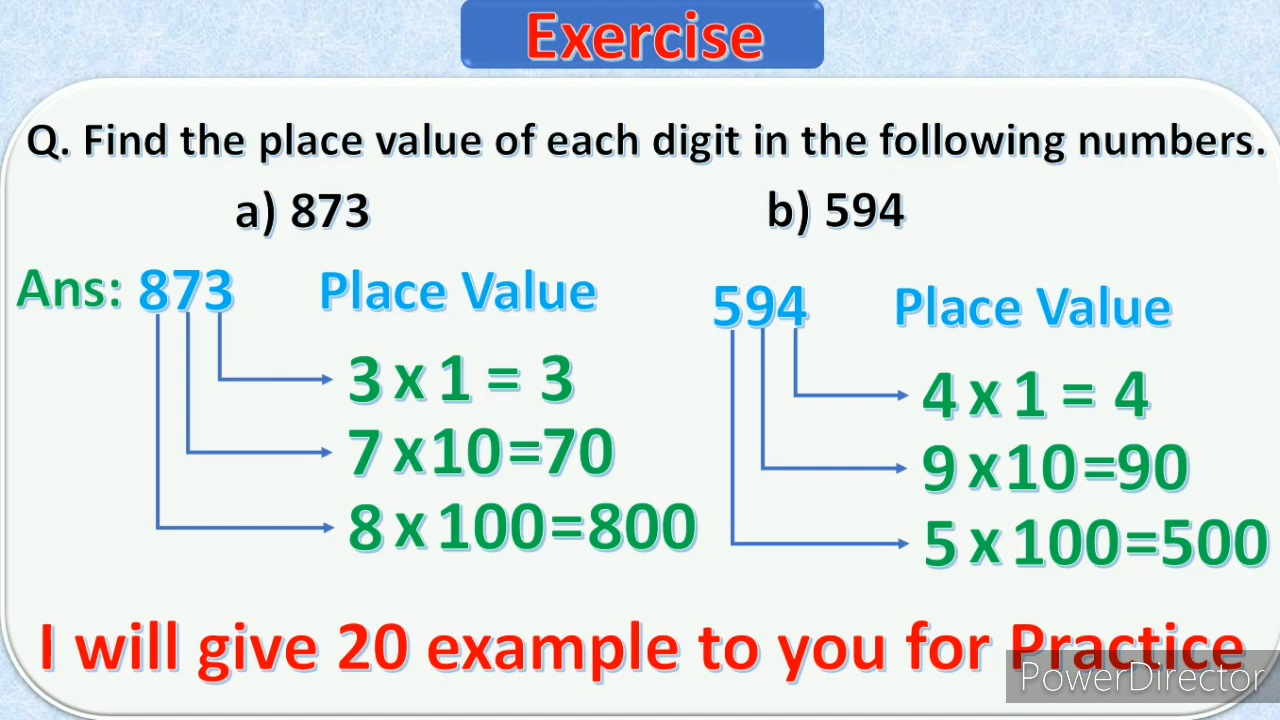 Exercise
Q. Find the place value of each digit in the following numbers.
a) 873 b) 594
Ans: 873 Place Value
3 x 1 = 3
7 x 10 =70
8 x 100=800
594 Place Value
4 x 1 = 4
9 x 10 =90
5 x 100=500
I will give 20 example to you for Practice
PowerDirector